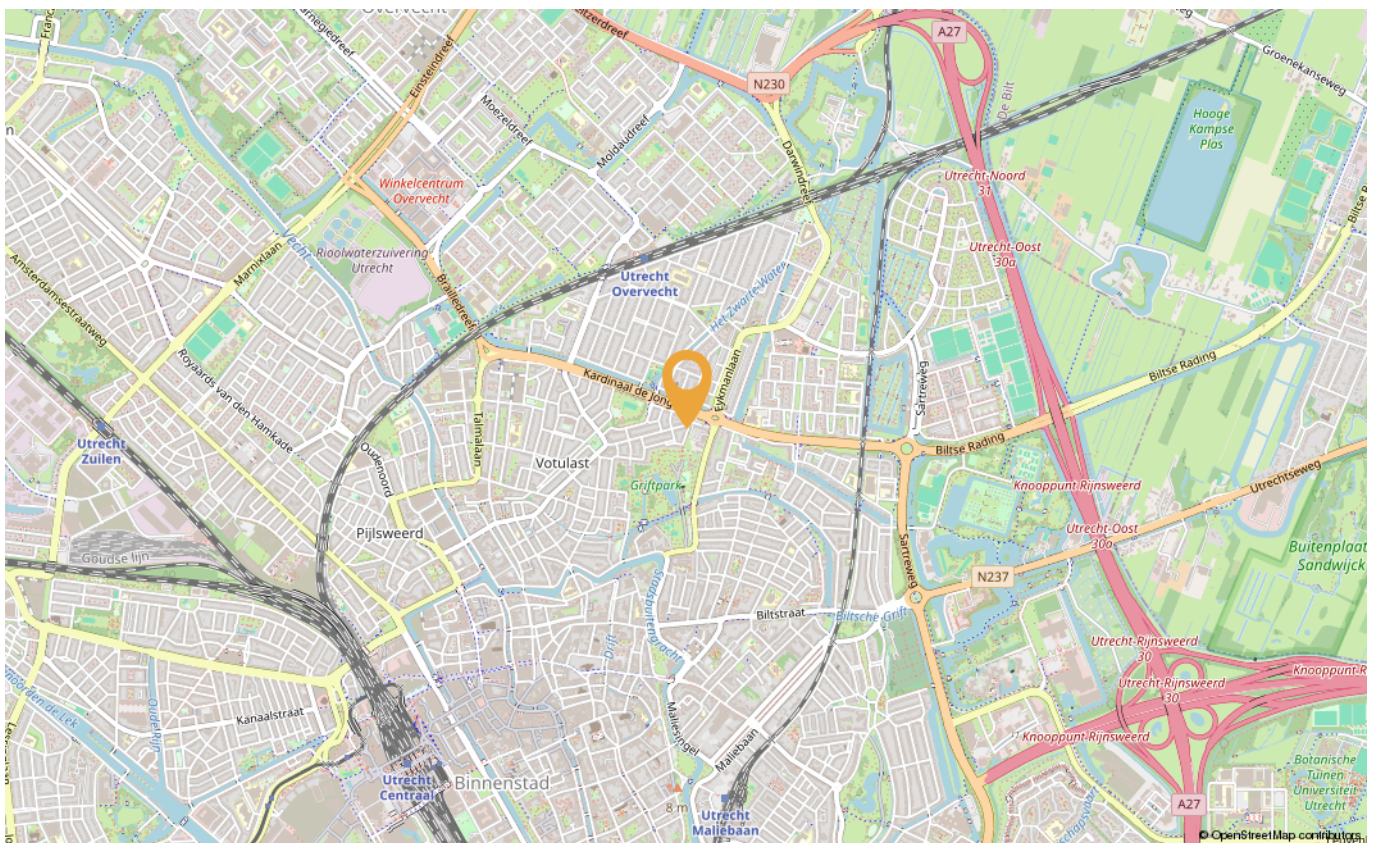 Overvecht
Einsteindreef
N230
A27
Groenekanseweg
De Bilt
Hooge
Kampse
Plas
Moezeldreef
Moldaudreef
Darwindreef
Winkelcentrum
Overvecht
Utrecht-Noord
31
Vecht
Rioolwaterzuivering
Utrecht
Marnixlaan
Utrecht-Oost
30a
Utrecht
Overvecht
Brailledreef
Het Zwarte Water
Amsterdamsestraatweg
Royaards van den Hamkade
Kardinaal de Jong
Eykmanlaan
Sartreweg
Biltse Rading
Talmalaan
Utrecht
Zuilen
Oudenoord
Votulast
Biltse Rading
Griftpark
Knooppunt Rijnsweerd
Utrechtseweg
Pijlsweerd
Utrecht-Oost
30a
Goudse lijn
Sartreweg
Buitenplaat
Sandwijck
N237
Stadsbuitengracht
Biltstraat
Biltsche Grift
Drift
Utrecht-Rijnsweerd
30
Knooppunt R
Utrecht-Rijnsweerd
30
Kanaalstraat
Maliesingel
Maliebaan
Knooppunt-Rijnsweerd
Utrecht
Centraal
Binnenstad
8 m
Utrecht
Maliebaan
Botanische
Tuinen
Universiteit
Utrecht
A27
© OpenStreetMap contributors